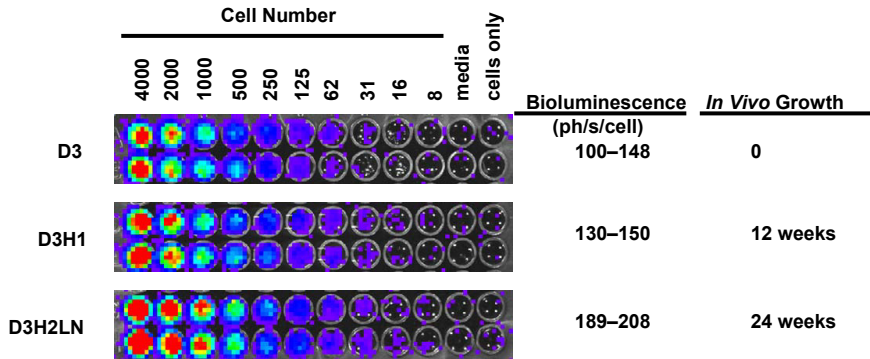 Cell Number
4000 2000 1000 500 250 125 62 31 16 8 media cells only
Bioluminescence In Vivo Growth
(ph/s/cell)
D3 100–148 0
D3H1 130–150 12 weeks
D3H2LN 189–208 24 weeks